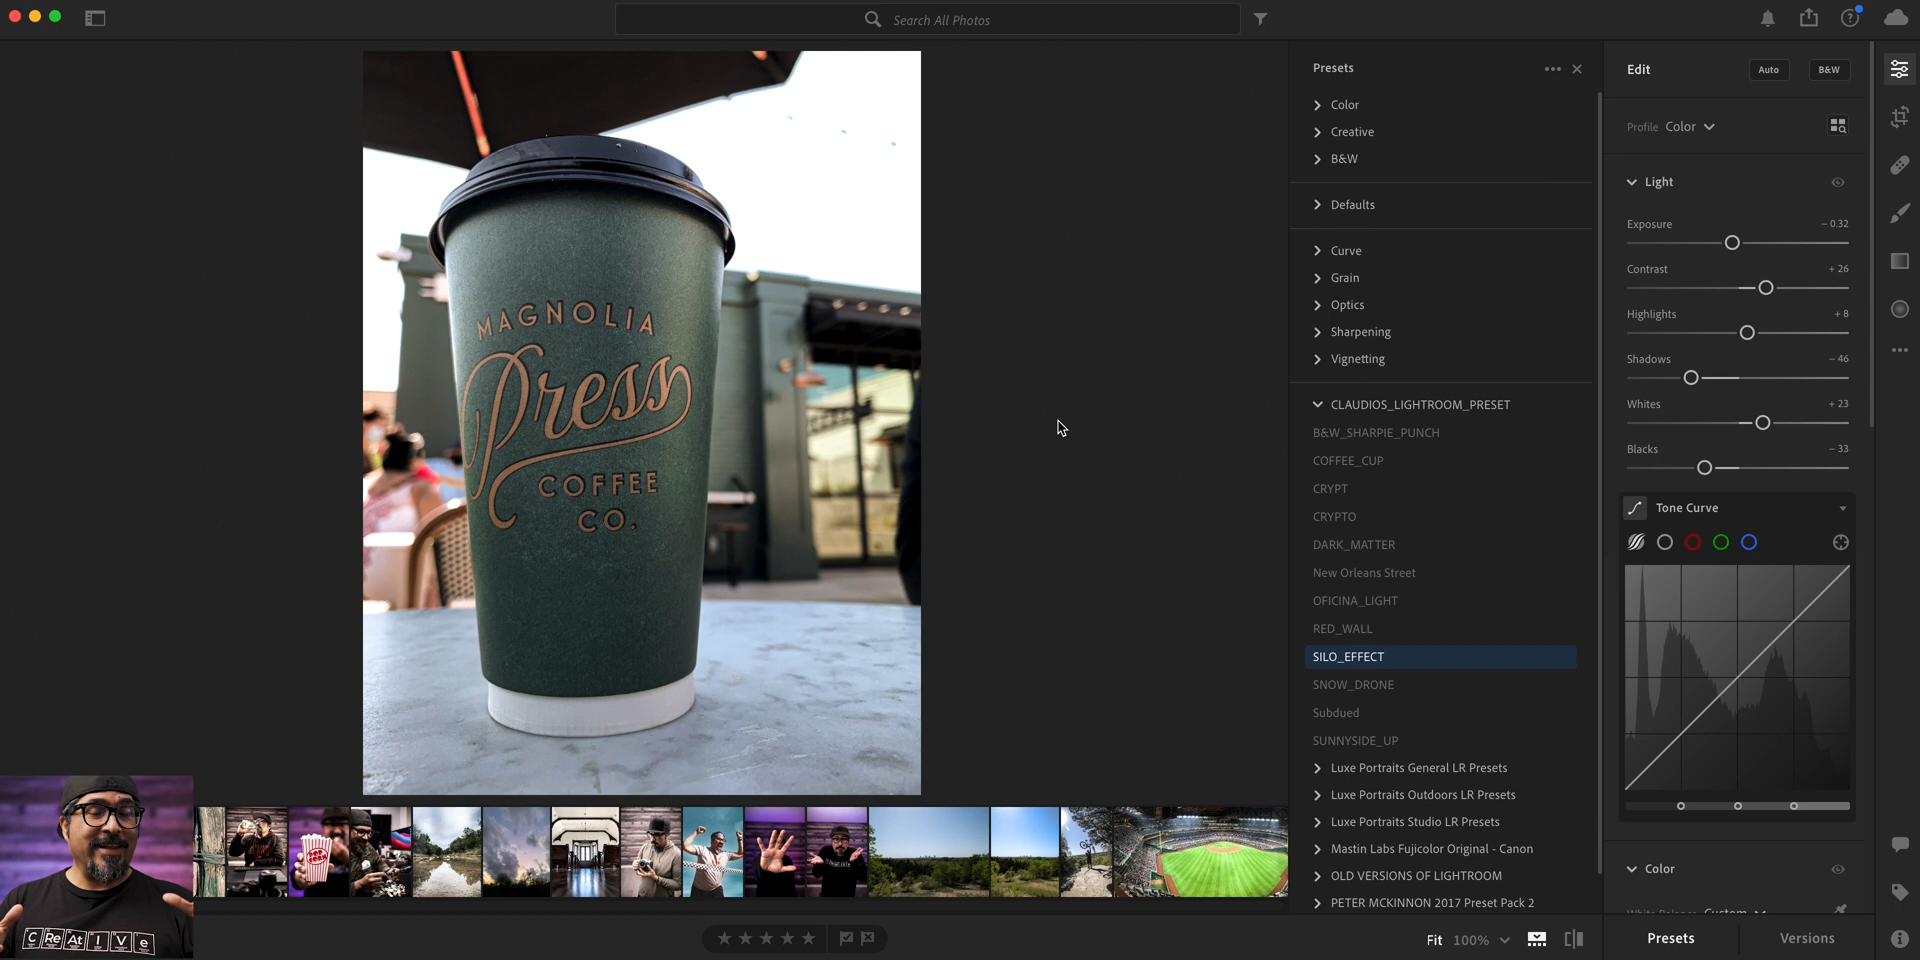 Search All Photos
MAGNOLIA
Press
COFFEE
CO.
CReAtIVe
Fit 100%
Presets
Color
Creative
B&W
Defaults
Curve
Grain
Optics
Sharpening
Vignetting
CLAUDIOS_LIGHTROOM_PRESET
B&W_SHARPIE_PUNCH
COFFEE_CUP
CRYPT
CRYPTO
DARK_MATTER
New Orleans Street
OFICINA_LIGHT
RED_WALL
SILO_EFFECT
SNOW_DRONE
Subdued
SUNNYSIDE_UP
Luxe Portraits General LR Presets
Luxe Portraits Outdoors LR Presets
Luxe Portraits Studio LR Presets
Mastin Labs Fujicolor Original - Canon
OLD VERSIONS OF LIGHTROOM
PETER MCKINNON 2017 Preset Pack 2
Edit Auto B&W
Profile Color
Light
Exposure − 0.32
Contrast + 26
Highlights + 8
Shadows − 46
Whites + 23
Blacks − 33
Tone Curve
Color
White Balance Custom
Presets Versions